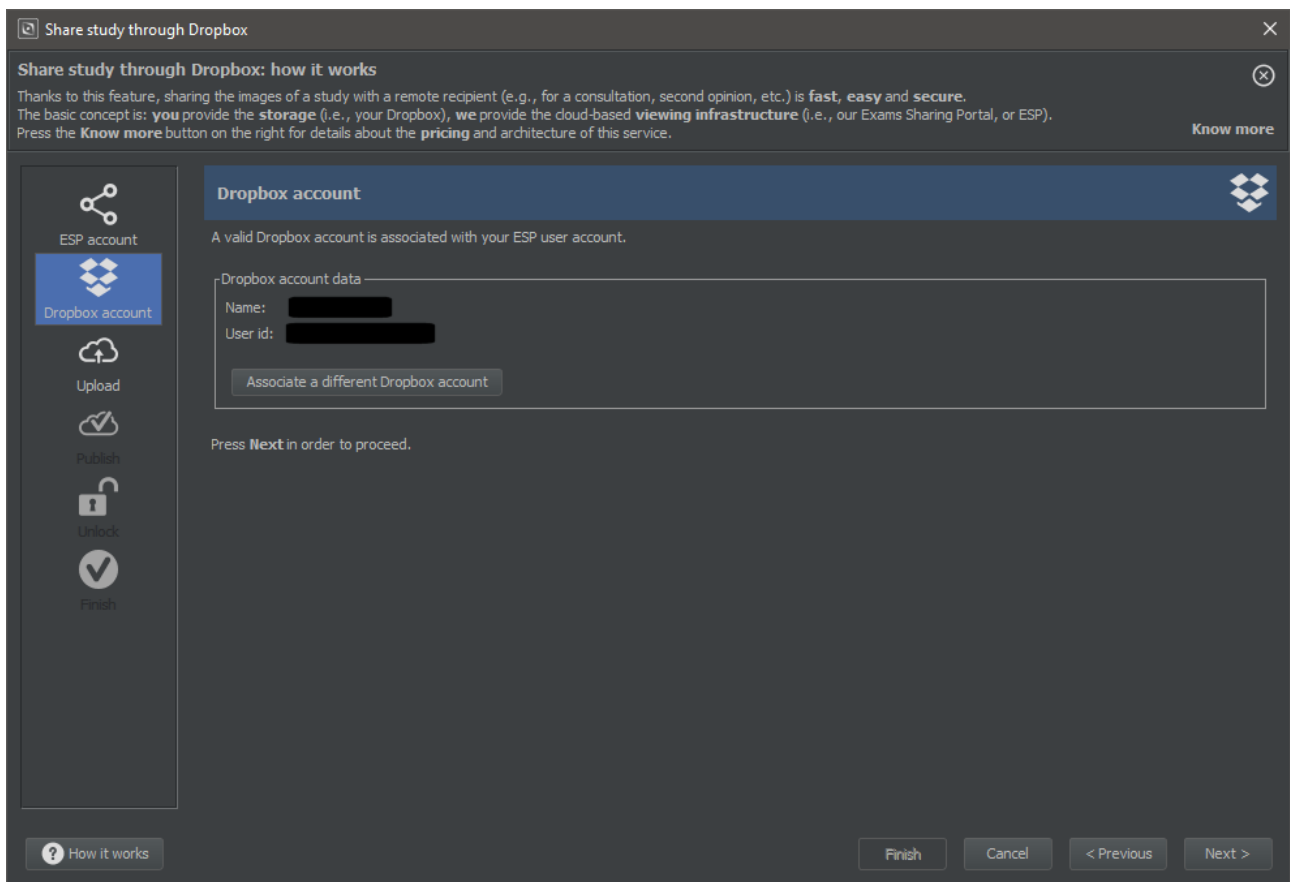 Share study through Dropbox
Share study through Dropbox: how it works
Thanks to this feature, sharing the images of a study with a remote recipient (e.g., for a consultation, second opinion, etc.) is fast, easy and secure.
The basic concept is: you provide the storage (i.e., your Dropbox), we provide the cloud-based viewing infrastructure (i.e., our Exams Sharing Portal, or ESP).
Press the Know more button on the right for details about the pricing and architecture of this service.
Know more
ESP account
Dropbox account
Upload
Publish
Unlock
Finish
Dropbox account
A valid Dropbox account is associated with your ESP user account.
Dropbox account data
Name:
User id:
Associate a different Dropbox account
Press Next in order to proceed.
? How it works
Finish
Cancel
< Previous
Next >